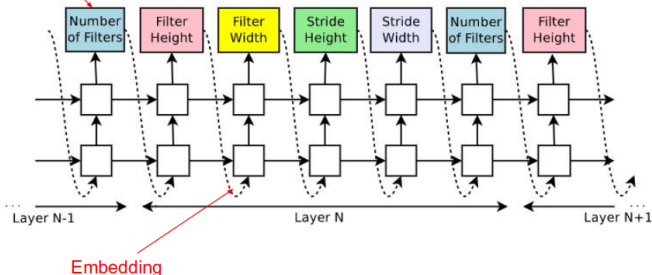 Number of Filters
Filter Height
Filter Width
Stride Height
Stride Width
Number of Filters
Filter Height
... Layer N-1
Layer N
Layer N+1 ...
Embedding